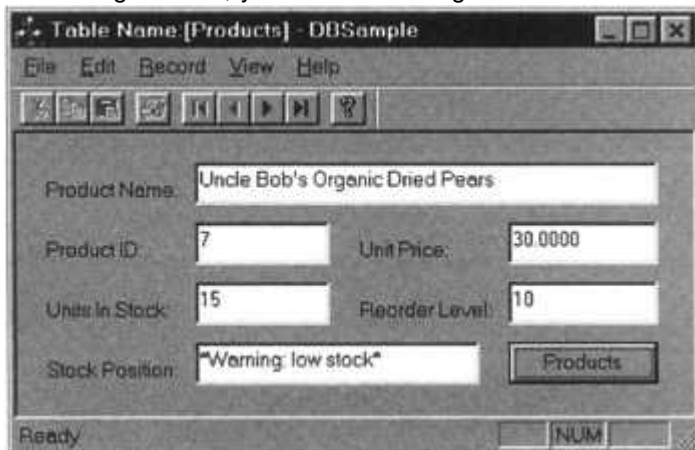 Table Name:[Products] - DBSample
File Edit Record View Help
Product Name: Uncle Bob's Organic Dried Pears
Product ID: 7 Unit Price: 30.0000
Units In Stock: 15 Reorder Level: 10
Stock Position: *Warning: low stock* Products
Ready NUM